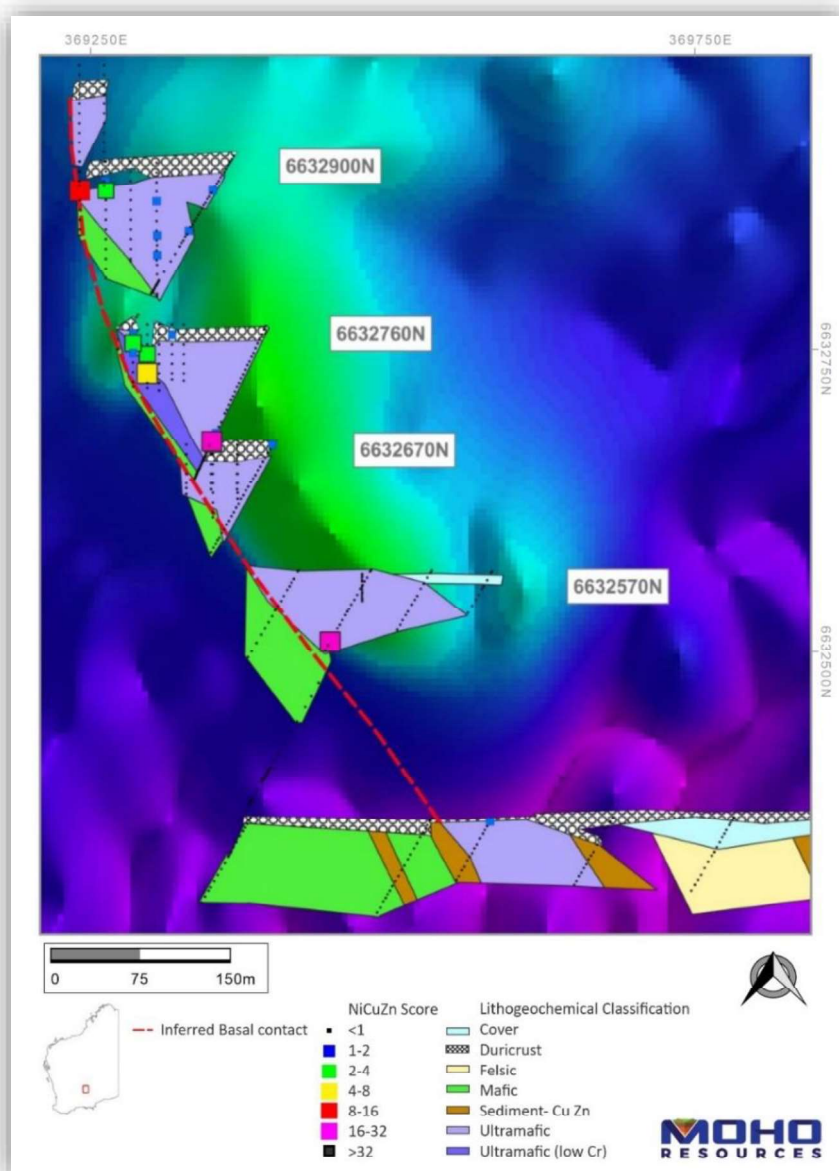 369250E
369750E
6632900N
6632760N
6632750N
6632670N
6632570N
6632500N
0 75 150m
Inferred Basal contact
NiCuZn Score
<1
1-2
2-4
4-8
8-16
16-32
>32
Lithogeochemical Classification
Cover
Duricrust
Felsic
Mafic
Sediment- Cu Zn
Ultramafic
Ultramafic (low Cr)
MOHO
RESOURCES